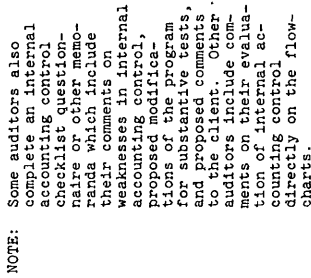 NOTE: Some auditors also
complete an internal
accounting control
checklist question-
naire or other memo-
randa which include
their comments on
weaknesses in internal
accounting control,
proposed modifica-
tions of the program
for substantive tests,
and proposed comments
to the client. Other
auditors include com-
ments on their evalua-
tion of internal ac-
counting control
directly on the flow-
charts.